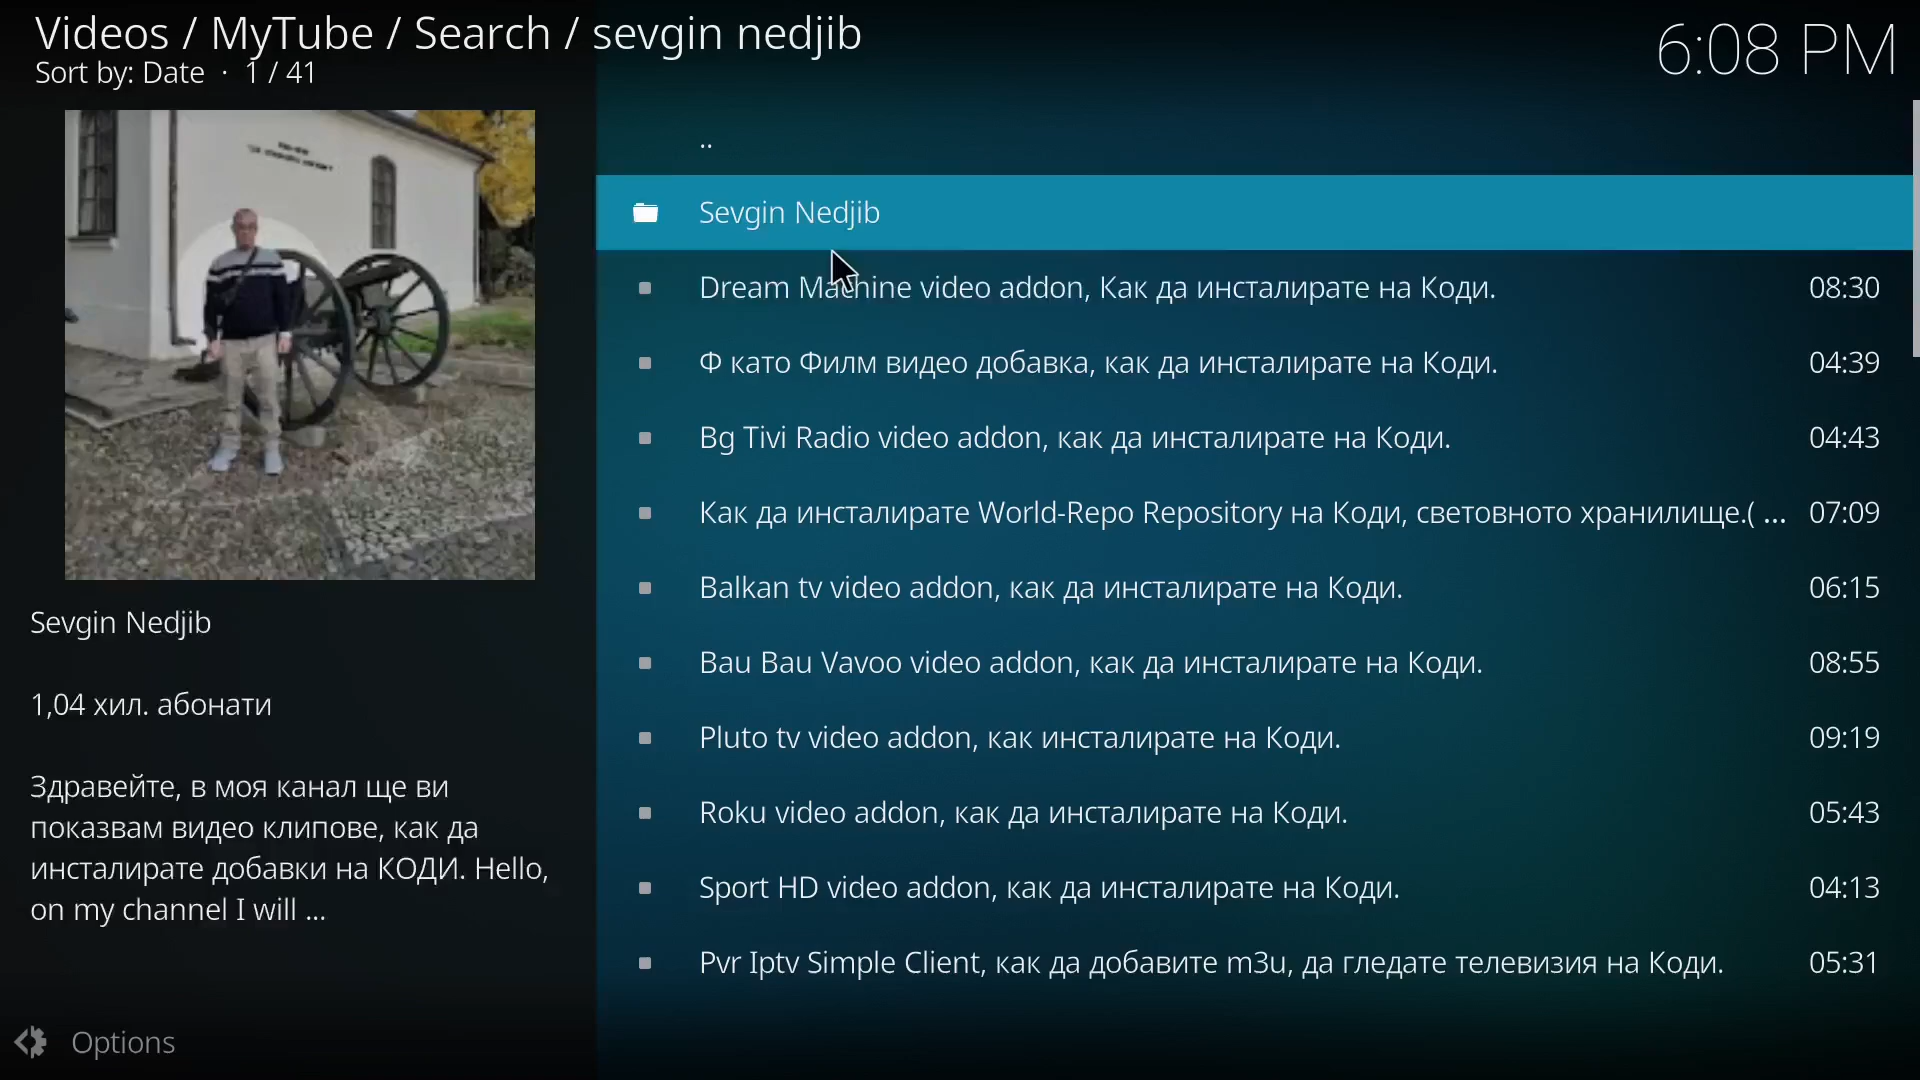 Videos / MyTube / Search / sevgin nedjib
Sort by: Date · 1 / 41
6:08 PM
..
Sevgin Nedjib
Dream Machine video addon, Как да инсталирате на Коди. 08:30
Ф като Филм видео добавка, как да инсталирате на Коди. 04:39
Bg Tivi Radio video addon, как да инсталирате на Коди. 04:43
Как да инсталирате World-Repo Repository на Коди, световното хранилище.( ... 07:09
Balkan tv video addon, как да инсталирате на Коди. 06:15
Bau Bau Vavoo video addon, как да инсталирате на Коди. 08:55
Pluto tv video addon, как инсталирате на Коди. 09:19
Roku video addon, как да инсталирате на Коди. 05:43
Sport HD video addon, как да инсталирате на Коди. 04:13
Pvr Iptv Simple Client, как да добавите m3u, да гледате телевизия на Коди. 05:31
Sevgin Nedjib
1,04 хил. абонати
Здравейте, в моя канал ще ви
показвам видео клипове, как да
инсталирате добавки на КОДИ. Hello,
on my channel I will ...
Options